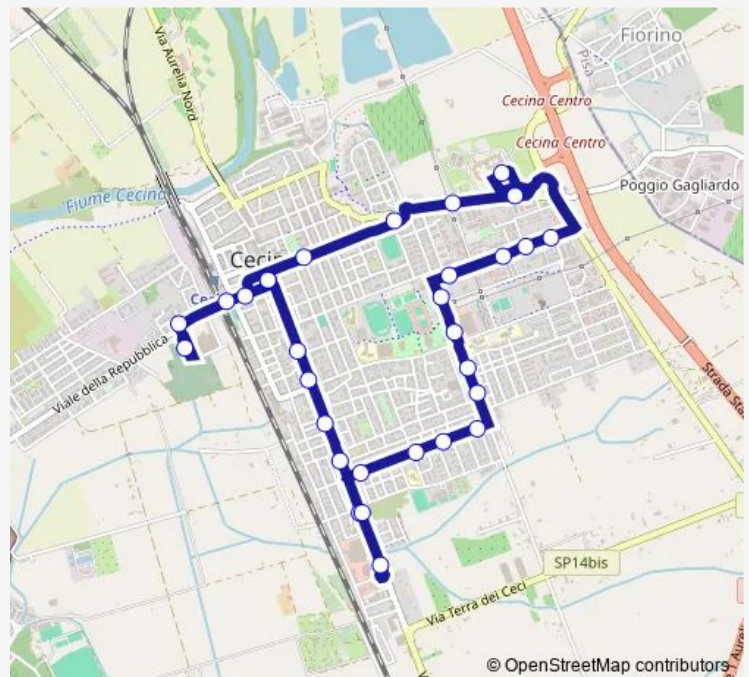 Fiorino
Via Aurelia Nord
Pisa
Cecina Centro
Cecina Centro
Fiume Cecina
Poggio Gagliardo
Viale della Repubblica
SP14bis
Via Terra dei Ceci
© OpenStreetMap contributors